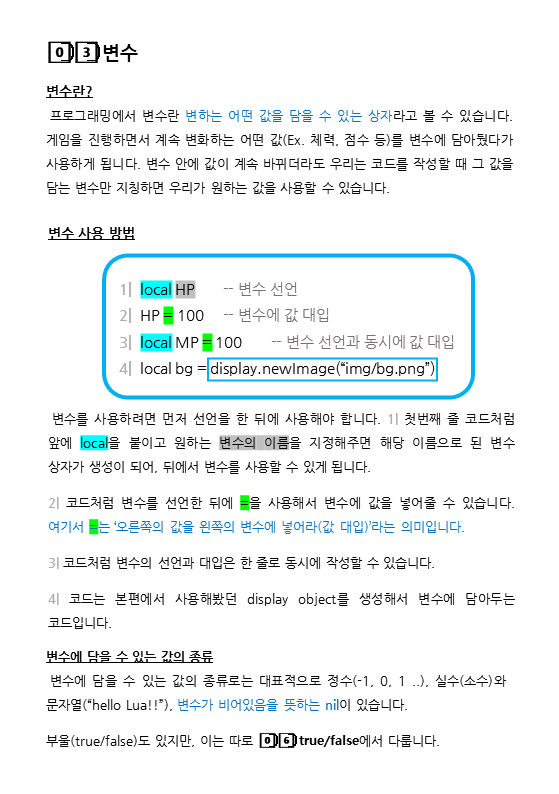 03 변수
변수란?
프로그래밍에서 변수란 변하는 어떤 값을 담을 수 있는 상자라고 볼 수 있습니다.
게임을 진행하면서 계속 변화하는 어떤 값(Ex. 체력, 점수 등)를 변수에 담아뒀다가
사용하게 됩니다. 변수 안에 값이 계속 바뀌더라도 우리는 코드를 작성할 때 그 값을
담는 변수만 지칭하면 우리가 원하는 값을 사용할 수 있습니다.
변수 사용 방법
1| local HP -- 변수 선언
2| HP = 100 -- 변수에 값 대입
3| local MP = 100 -- 변수 선언과 동시에 값 대입
4| local bg = display.newImage(“img/bg.png”)
변수를 사용하려면 먼저 선언을 한 뒤에 사용해야 합니다. 1| 첫번째 줄 코드처럼
앞에 local을 붙이고 원하는 변수의 이름을 지정해주면 해당 이름으로 된 변수
상자가 생성이 되어, 뒤에서 변수를 사용할 수 있게 됩니다.
2| 코드처럼 변수를 선언한 뒤에 =을 사용해서 변수에 값을 넣어줄 수 있습니다.
여기서 =는 ‘오른쪽의 값을 왼쪽의 변수에 넣어라(값 대입)’라는 의미입니다.
3| 코드처럼 변수의 선언과 대입은 한 줄로 동시에 작성할 수 있습니다.
4| 코드는 본편에서 사용해봤던 display object를 생성해서 변수에 담아두는
코드입니다.
변수에 담을 수 있는 값의 종류
변수에 담을 수 있는 값의 종류로는 대표적으로 정수(-1, 0, 1 ..), 실수(소수)와
문자열(“hello Lua!!”), 변수가 비어있음을 뜻하는 nil이 있습니다.
부울(true/false)도 있지만, 이는 따로 06 true/false에서 다룹니다.